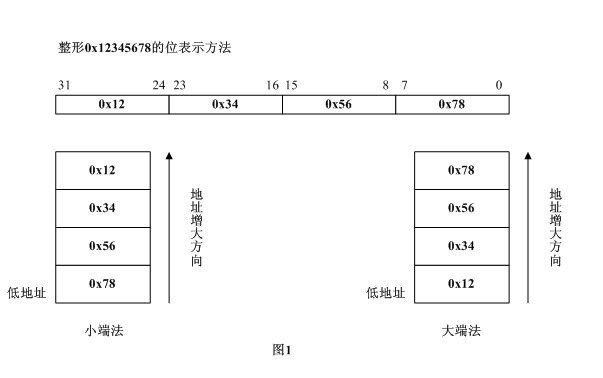 整形0x12345678的位表示方法
31 24 23 16 15 8 7 0
0x12 0x34 0x56 0x78
0x12
0x34
0x56
0x78
地址增大方向
低地址
小端法
0x78
0x56
0x34
0x12
地址增大方向
低地址
大端法
图1